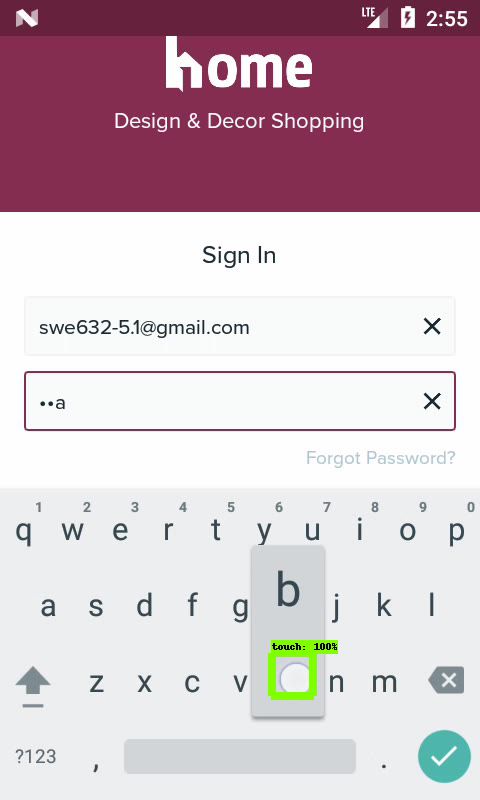 LTE 2:55
home
Design & Decor Shopping
Sign In
swe632-5.1@gmail.com
••a
Forgot Password?
1 2 3 4 5 6 7 8 9 0
q w e r t y u i o p
b
a s d f g j k l
touch: 100%
z x c v n m
?123 , .